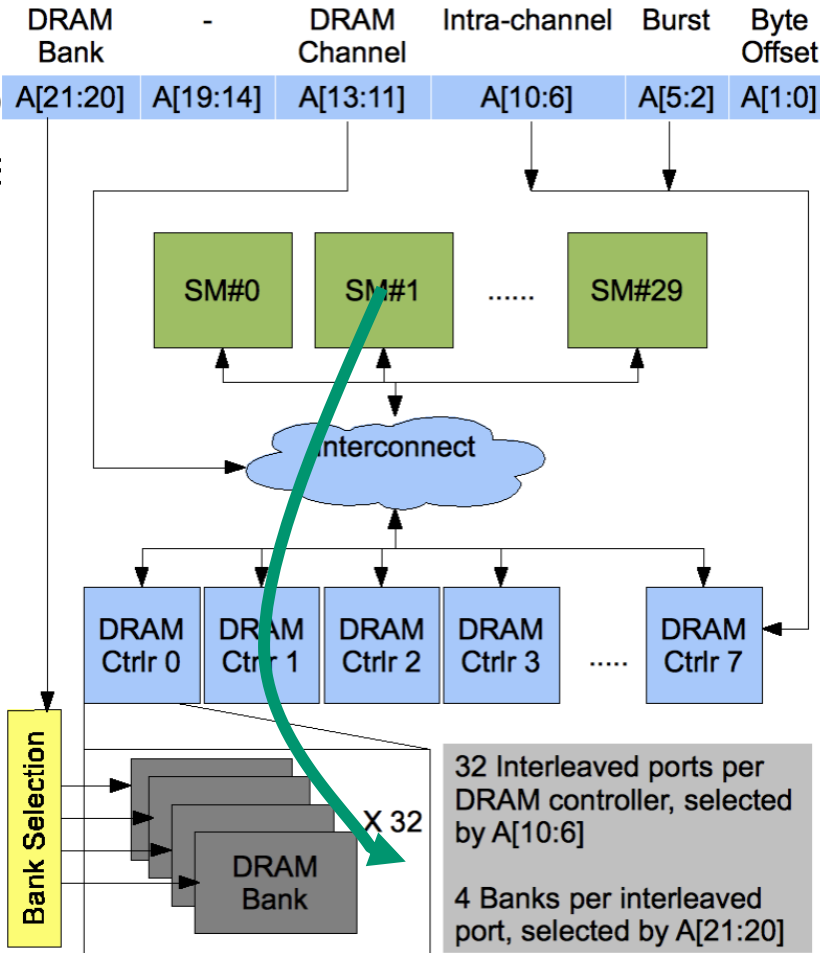 DRAM Bank
-
DRAM Channel
Intra-channel
Burst
Byte Offset
A[21:20] A[19:14] A[13:11] A[10:6] A[5:2] A[1:0]
SM#0 SM#1 ...... SM#29
Interconnect
DRAM Ctrlr 0
DRAM Ctrlr 1
DRAM Ctrlr 2
DRAM Ctrlr 3
.....
DRAM Ctrlr 7
Bank Selection
X 32
DRAM
Bank
32 Interleaved ports per
DRAM controller, selected
by A[10:6]
4 Banks per interleaved
port, selected by A[21:20]